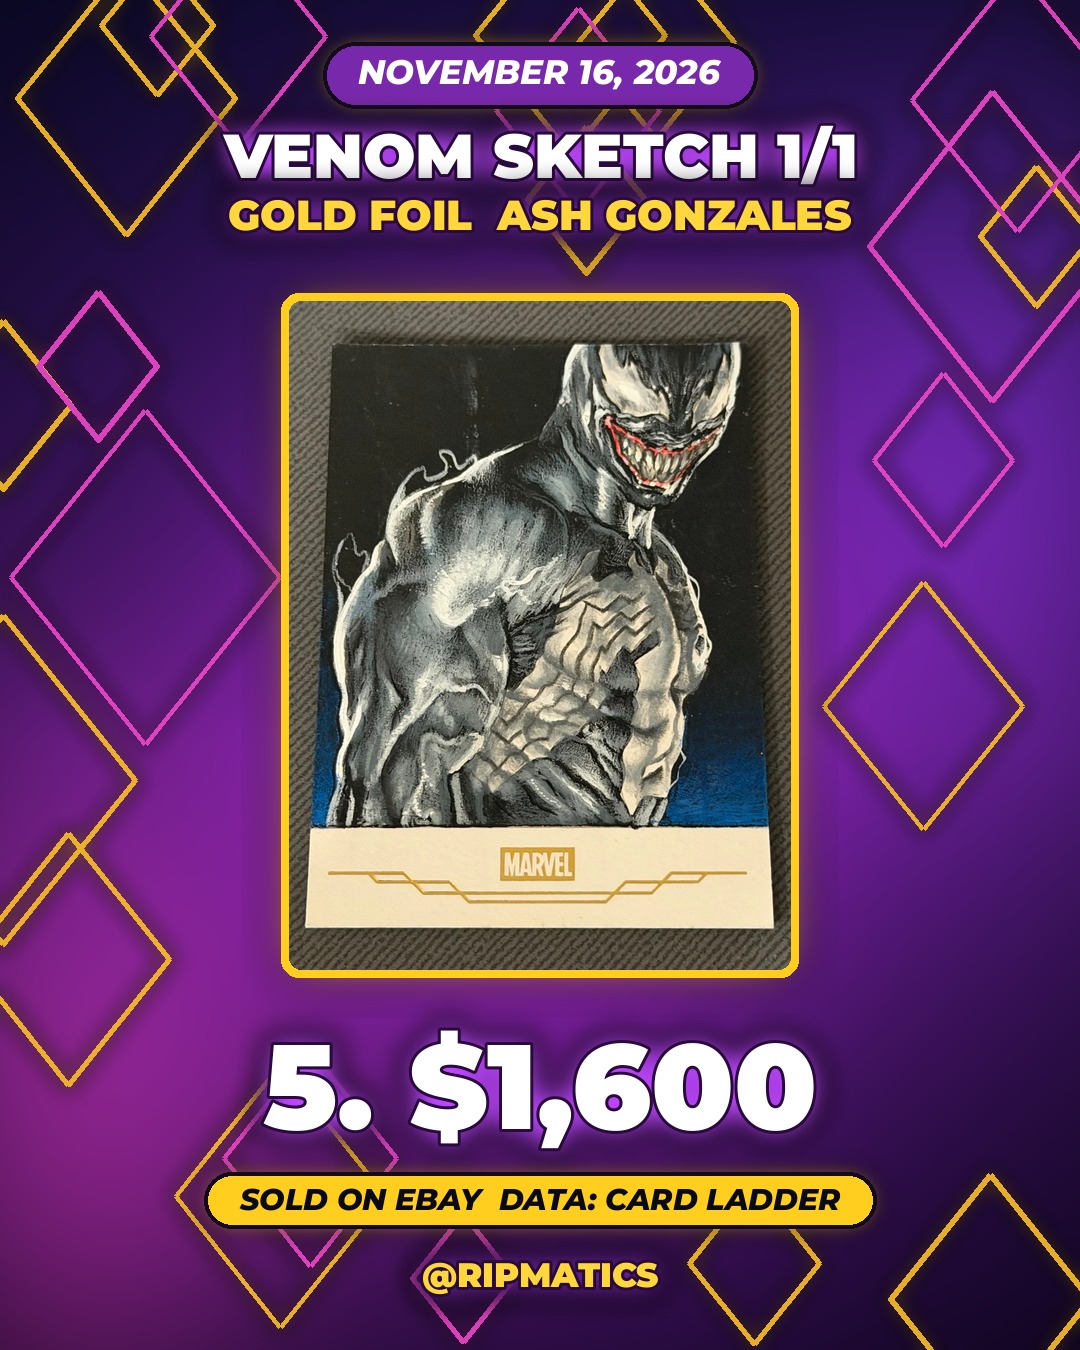 NOVEMBER 16, 2026
VENOM SKETCH 1/1
GOLD FOIL ASH GONZALES
MARVEL
5. $1,600
SOLD ON EBAY DATA: CARD LADDER
@RIPMATICS